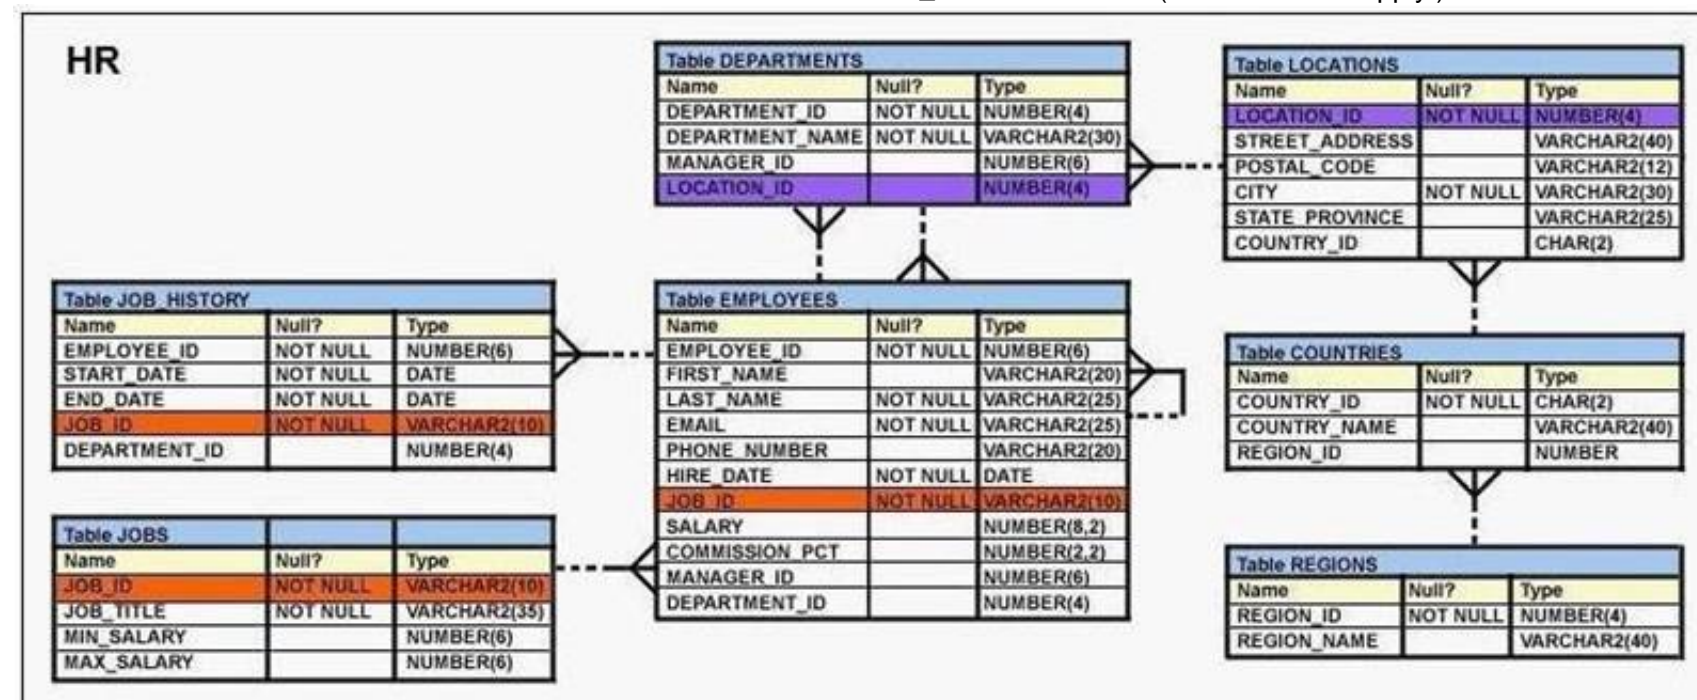 HR
Table DEPARTMENTS
Name Null? Type
DEPARTMENT_ID NOT NULL NUMBER(4)
DEPARTMENT_NAME NOT NULL VARCHAR2(30)
MANAGER_ID NUMBER(6)
LOCATION_ID NUMBER(4)
Table LOCATIONS
Name Null? Type
LOCATION_ID NOT NULL NUMBER(4)
STREET_ADDRESS VARCHAR2(40)
POSTAL_CODE VARCHAR2(12)
CITY NOT NULL VARCHAR2(30)
STATE_PROVINCE VARCHAR2(25)
COUNTRY_ID CHAR(2)
Table JOB_HISTORY
Name Null? Type
EMPLOYEE_ID NOT NULL NUMBER(6)
START_DATE NOT NULL DATE
END_DATE NOT NULL DATE
JOB_ID NOT NULL VARCHAR2(10)
DEPARTMENT_ID NUMBER(4)
Table EMPLOYEES
Name Null? Type
EMPLOYEE_ID NOT NULL NUMBER(6)
FIRST_NAME VARCHAR2(20)
LAST_NAME NOT NULL VARCHAR2(25)
EMAIL NOT NULL VARCHAR2(25)
PHONE_NUMBER VARCHAR2(20)
HIRE_DATE NOT NULL DATE
JOB_ID NOT NULL VARCHAR2(10)
SALARY NUMBER(8,2)
COMMISSION_PCT NUMBER(2,2)
MANAGER_ID NUMBER(6)
DEPARTMENT_ID NUMBER(4)
Table COUNTRIES
Name Null? Type
COUNTRY_ID NOT NULL CHAR(2)
COUNTRY_NAME VARCHAR2(40)
REGION_ID NUMBER
Table JOBS
Name Null? Type
JOB_ID NOT NULL VARCHAR2(10)
JOB_TITLE NOT NULL VARCHAR2(35)
MIN_SALARY NUMBER(6)
MAX_SALARY NUMBER(6)
Table REGIONS
Name Null? Type
REGION_ID NOT NULL NUMBER(4)
REGION_NAME VARCHAR2(40)